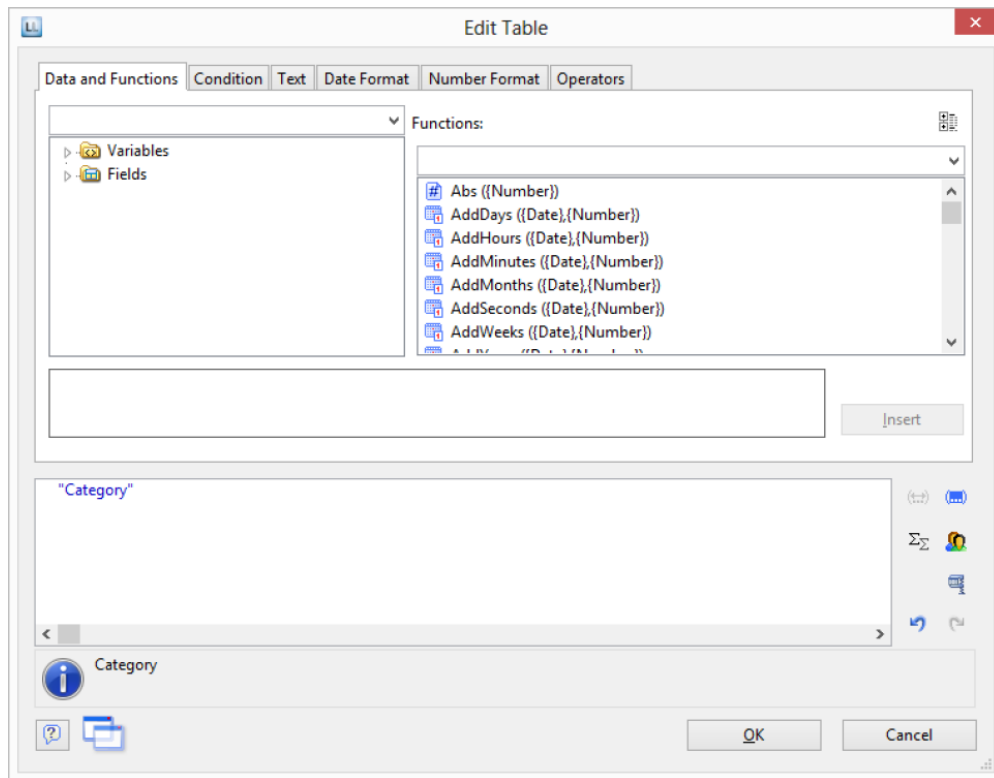 Edit Table
Data and Functions Condition Text Date Format Number Format Operators
Functions:
Variables
Fields
Abs ({Number})
AddDays ({Date},{Number})
AddHours ({Date},{Number})
AddMinutes ({Date},{Number})
AddMonths ({Date},{Number})
AddSeconds ({Date},{Number})
AddWeeks ({Date},{Number})
Insert
"Category"
Category
OK Cancel